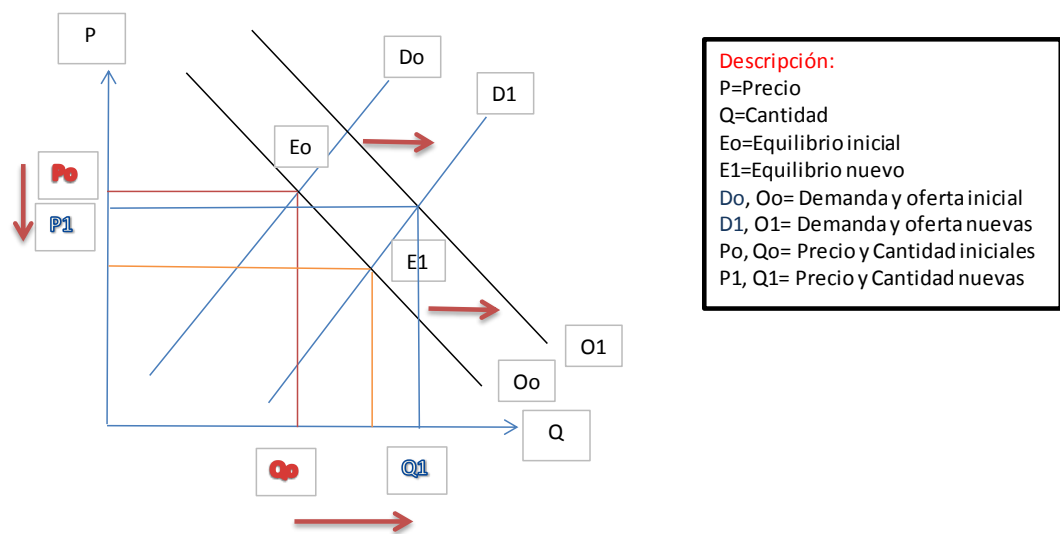 P
Do
D1
Eo
Po
P1
E1
O1
Oo
Q
Qo
Q1
Descripción:
P=Precio
Q=Cantidad
Eo=Equilibrio inicial
E1=Equilibrio nuevo
Do, Oo= Demanda y oferta inicial
D1, O1= Demanda y oferta nuevas
Po, Qo= Precio y Cantidad iniciales
P1, Q1= Precio y Cantidad nuevas